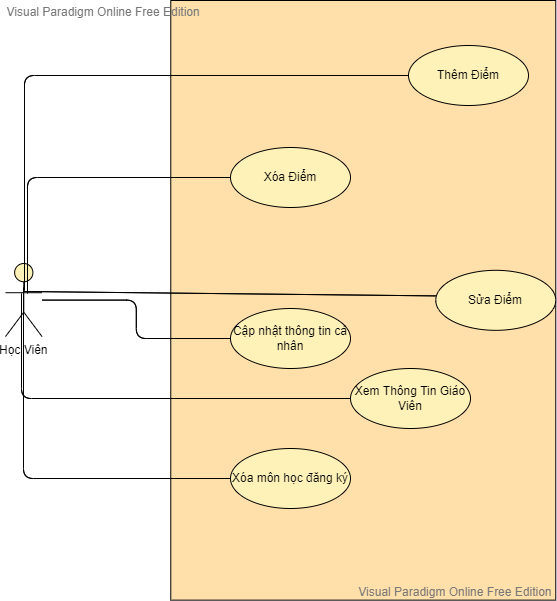 Visual Paradigm Online Free Edition
Thêm Điểm
Xóa Điểm
Sửa Điểm
Cập nhật thông tin cá
nhân
Học Viên
Xem Thông Tin Giáo
Viên
Xóa môn học đăng ký
Visual Paradigm Online Free Edition